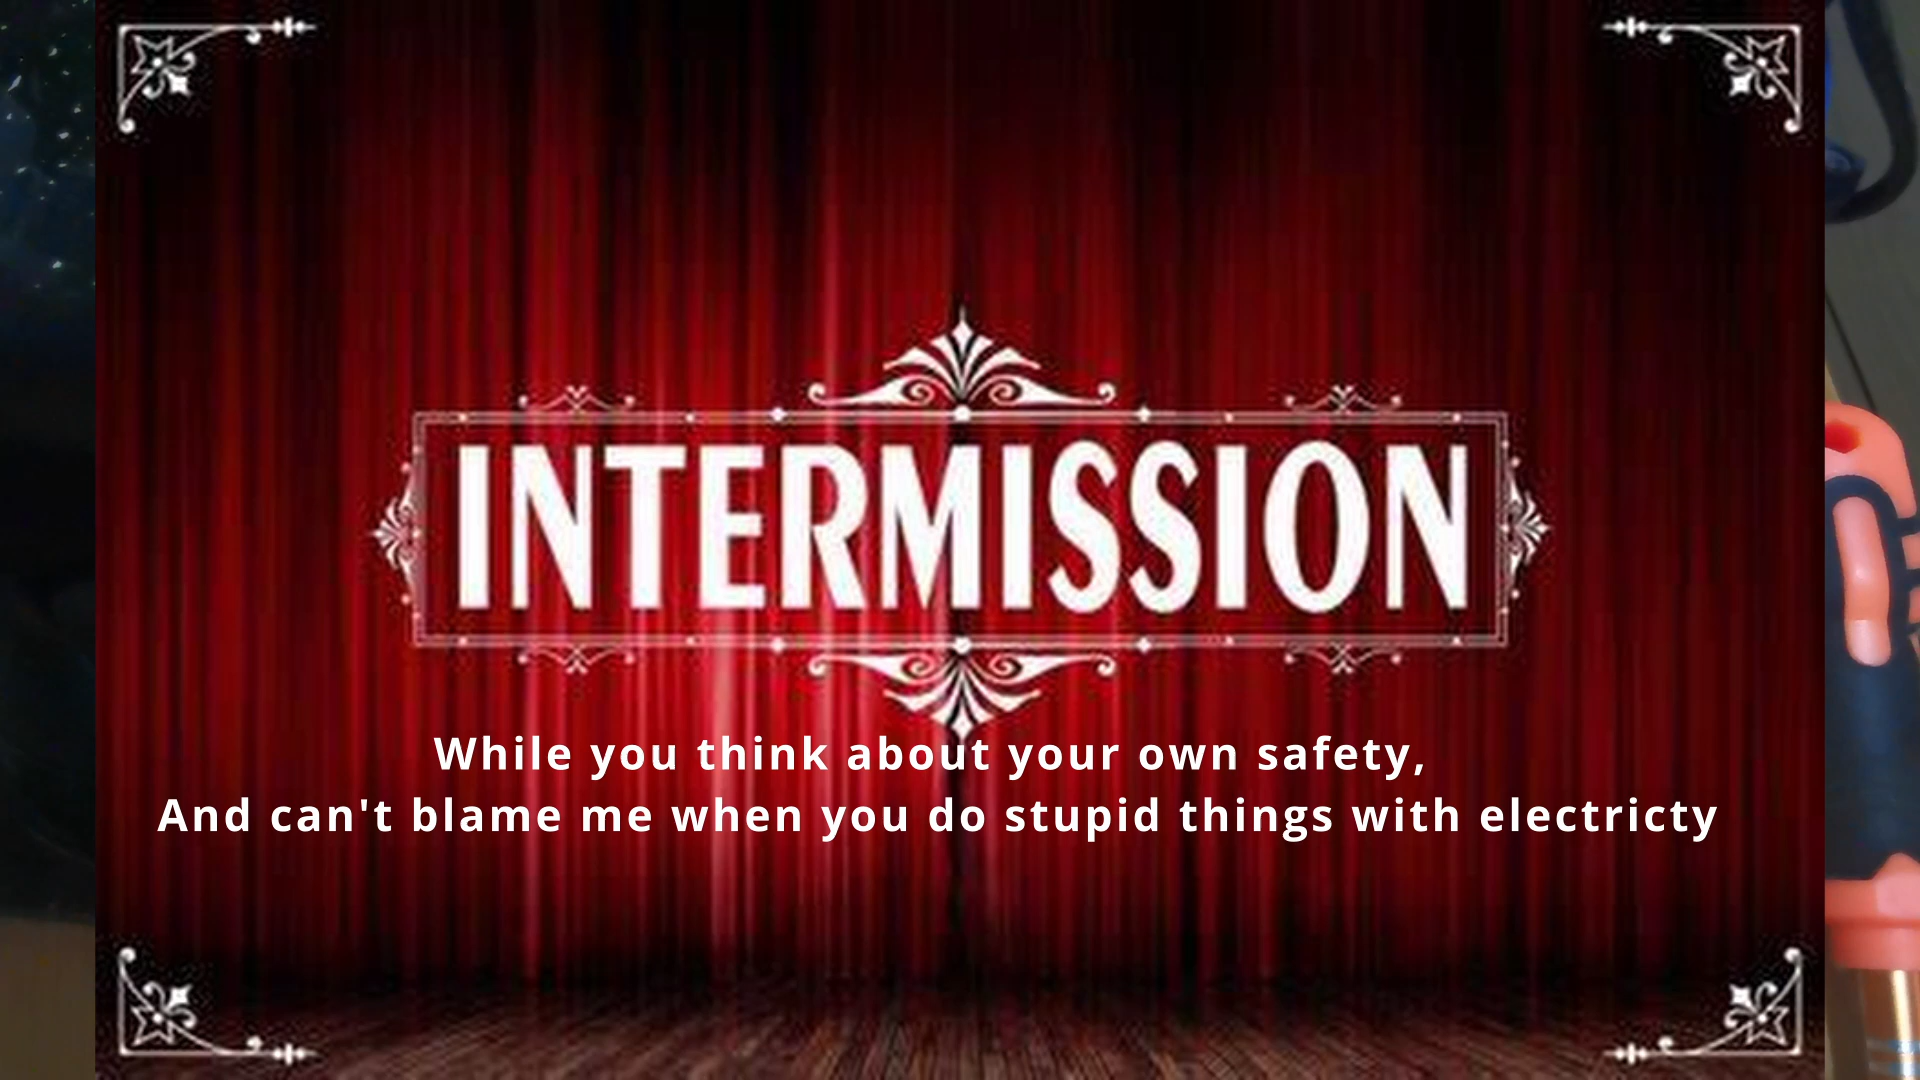 INTERMISSION
While you think about your own safety,
And can't blame me when you do stupid things with electricty